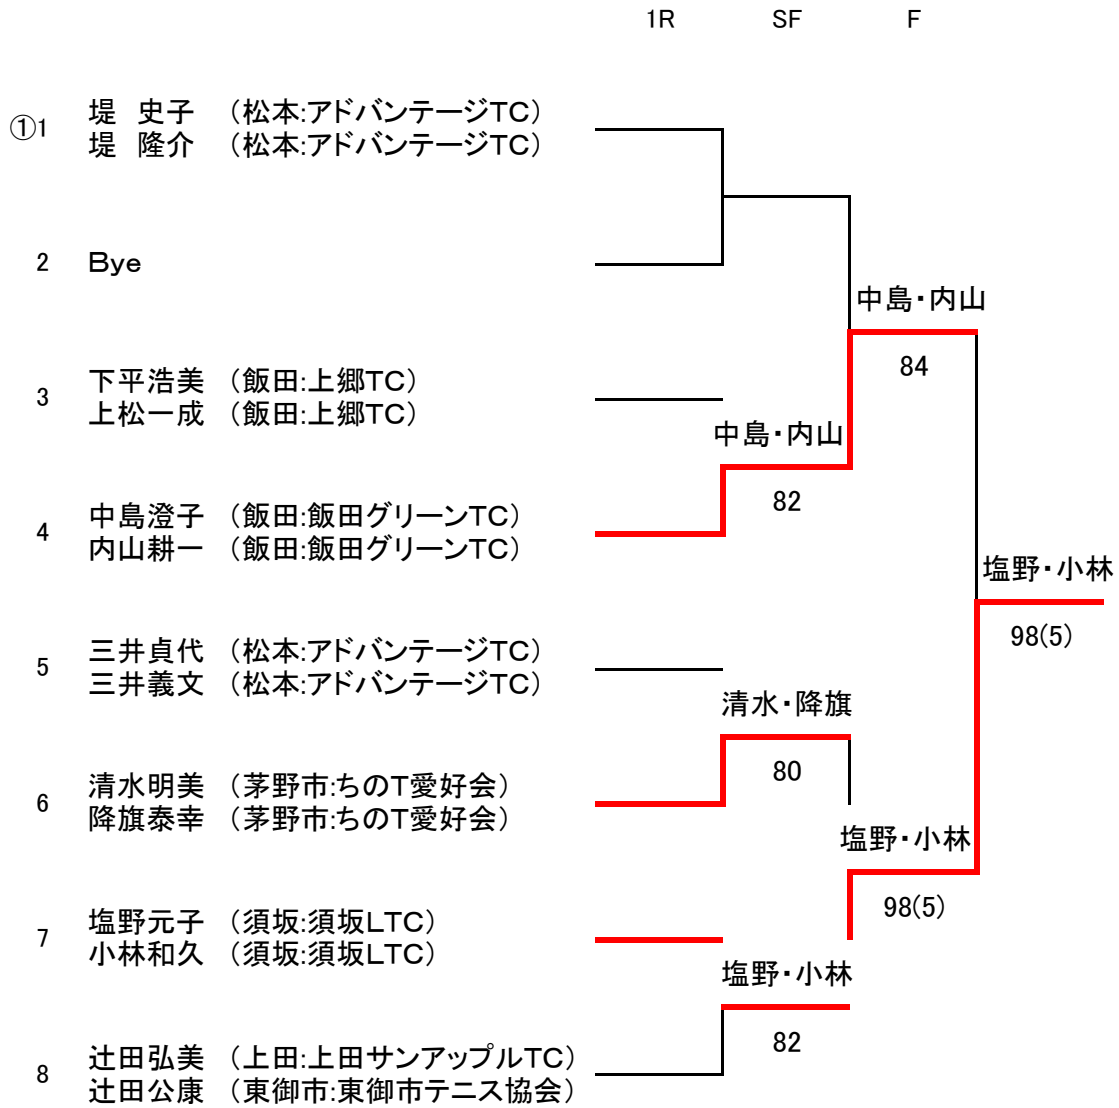 1R SF F
①1 堤 史子 (松本:アドバンテージTC)
堤 隆介 (松本:アドバンテージTC)
2 Bye
中島・内山
84
3 下平浩美 (飯田:上郷TC)
上松一成 (飯田:上郷TC)
中島・内山
82
4 中島澄子 (飯田:飯田グリーンTC)
内山耕一 (飯田:飯田グリーンTC)
塩野・小林
98(5)
5 三井貞代 (松本:アドバンテージTC)
三井義文 (松本:アドバンテージTC)
清水・降旗
80
6 清水明美 (茅野市:ちのT愛好会)
降旗泰幸 (茅野市:ちのT愛好会)
塩野・小林
98(5)
7 塩野元子 (須坂:須坂LTC)
小林和久 (須坂:須坂LTC)
塩野・小林
82
8 辻田弘美 (上田:上田サンアップルTC)
辻田公康 (東御市:東御市テニス協会)